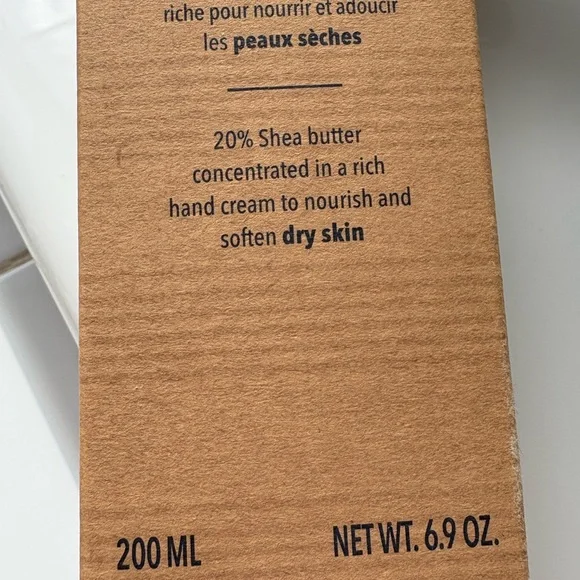 riche pour nourrir et adoucir
les peaux sèches
20% Shea butter
concentrated in a rich
hand cream to nourish and
soften dry skin
200 ML
NET WT. 6.9 OZ.